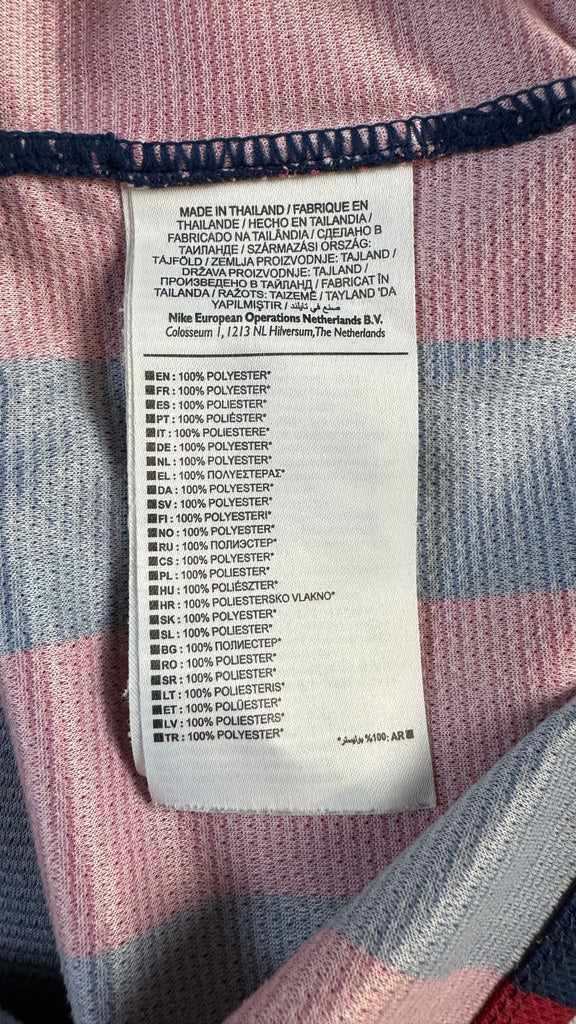 MADE IN THAILAND / FABRIQUE EN
THAILANDE / HECHO EN TAILANDIA /
FABRICADO NA TAILÂNDIA / СДЕЛАНО В
ТАИЛАНДЕ / SZÁRMAZÁSI ORSZÁG:
TÁJFÖLD / ZEMLJA PROIZVODNJE: TAJLAND /
DRŽAVA PROIZVODNJE: TAJLAND /
ПРОИЗВЕДЕНО В ТАЙЛАНД / FABRICAT ÎN
TAILANDA / RAŽOTS: TAIZEMĒ / TAYLAND 'DA
YAPILMIŞTIR / صنع في تايلند
Nike European Operations Netherlands B.V.
Colosseum 1, 1213 NL Hilversum, The Netherlands
EN : 100% POLYESTER*
FR : 100% POLYESTER*
ES : 100% POLIESTER*
PT : 100% POLIÉSTER*
IT : 100% POLIESTERE*
DE : 100% POLYESTER*
NL : 100% POLYESTER*
EL : 100% ΠΟΛΥΕΣΤΕΡΑΣ*
DA : 100% POLYESTER*
SV : 100% POLYESTER*
FI : 100% POLYESTERI*
NO : 100% POLYESTER*
RU : 100% ПОЛИЭСТЕР*
CS : 100% POLYESTER*
PL : 100% POLIESTER*
HU : 100% POLIÉSZTER*
HR : 100% POLIESTERSKO VLAKNO*
SK : 100% POLYESTER*
SL : 100% POLIESTER*
BG : 100% ПОЛИЕСТЕР*
RO : 100% POLIESTER*
SR : 100% POLIESTER*
LT : 100% POLIESTERIS*
ET : 100% POLÜESTER*
LV : 100% POLIESTERS*
TR : 100% POLYESTER*
AR :100% بوليستر*